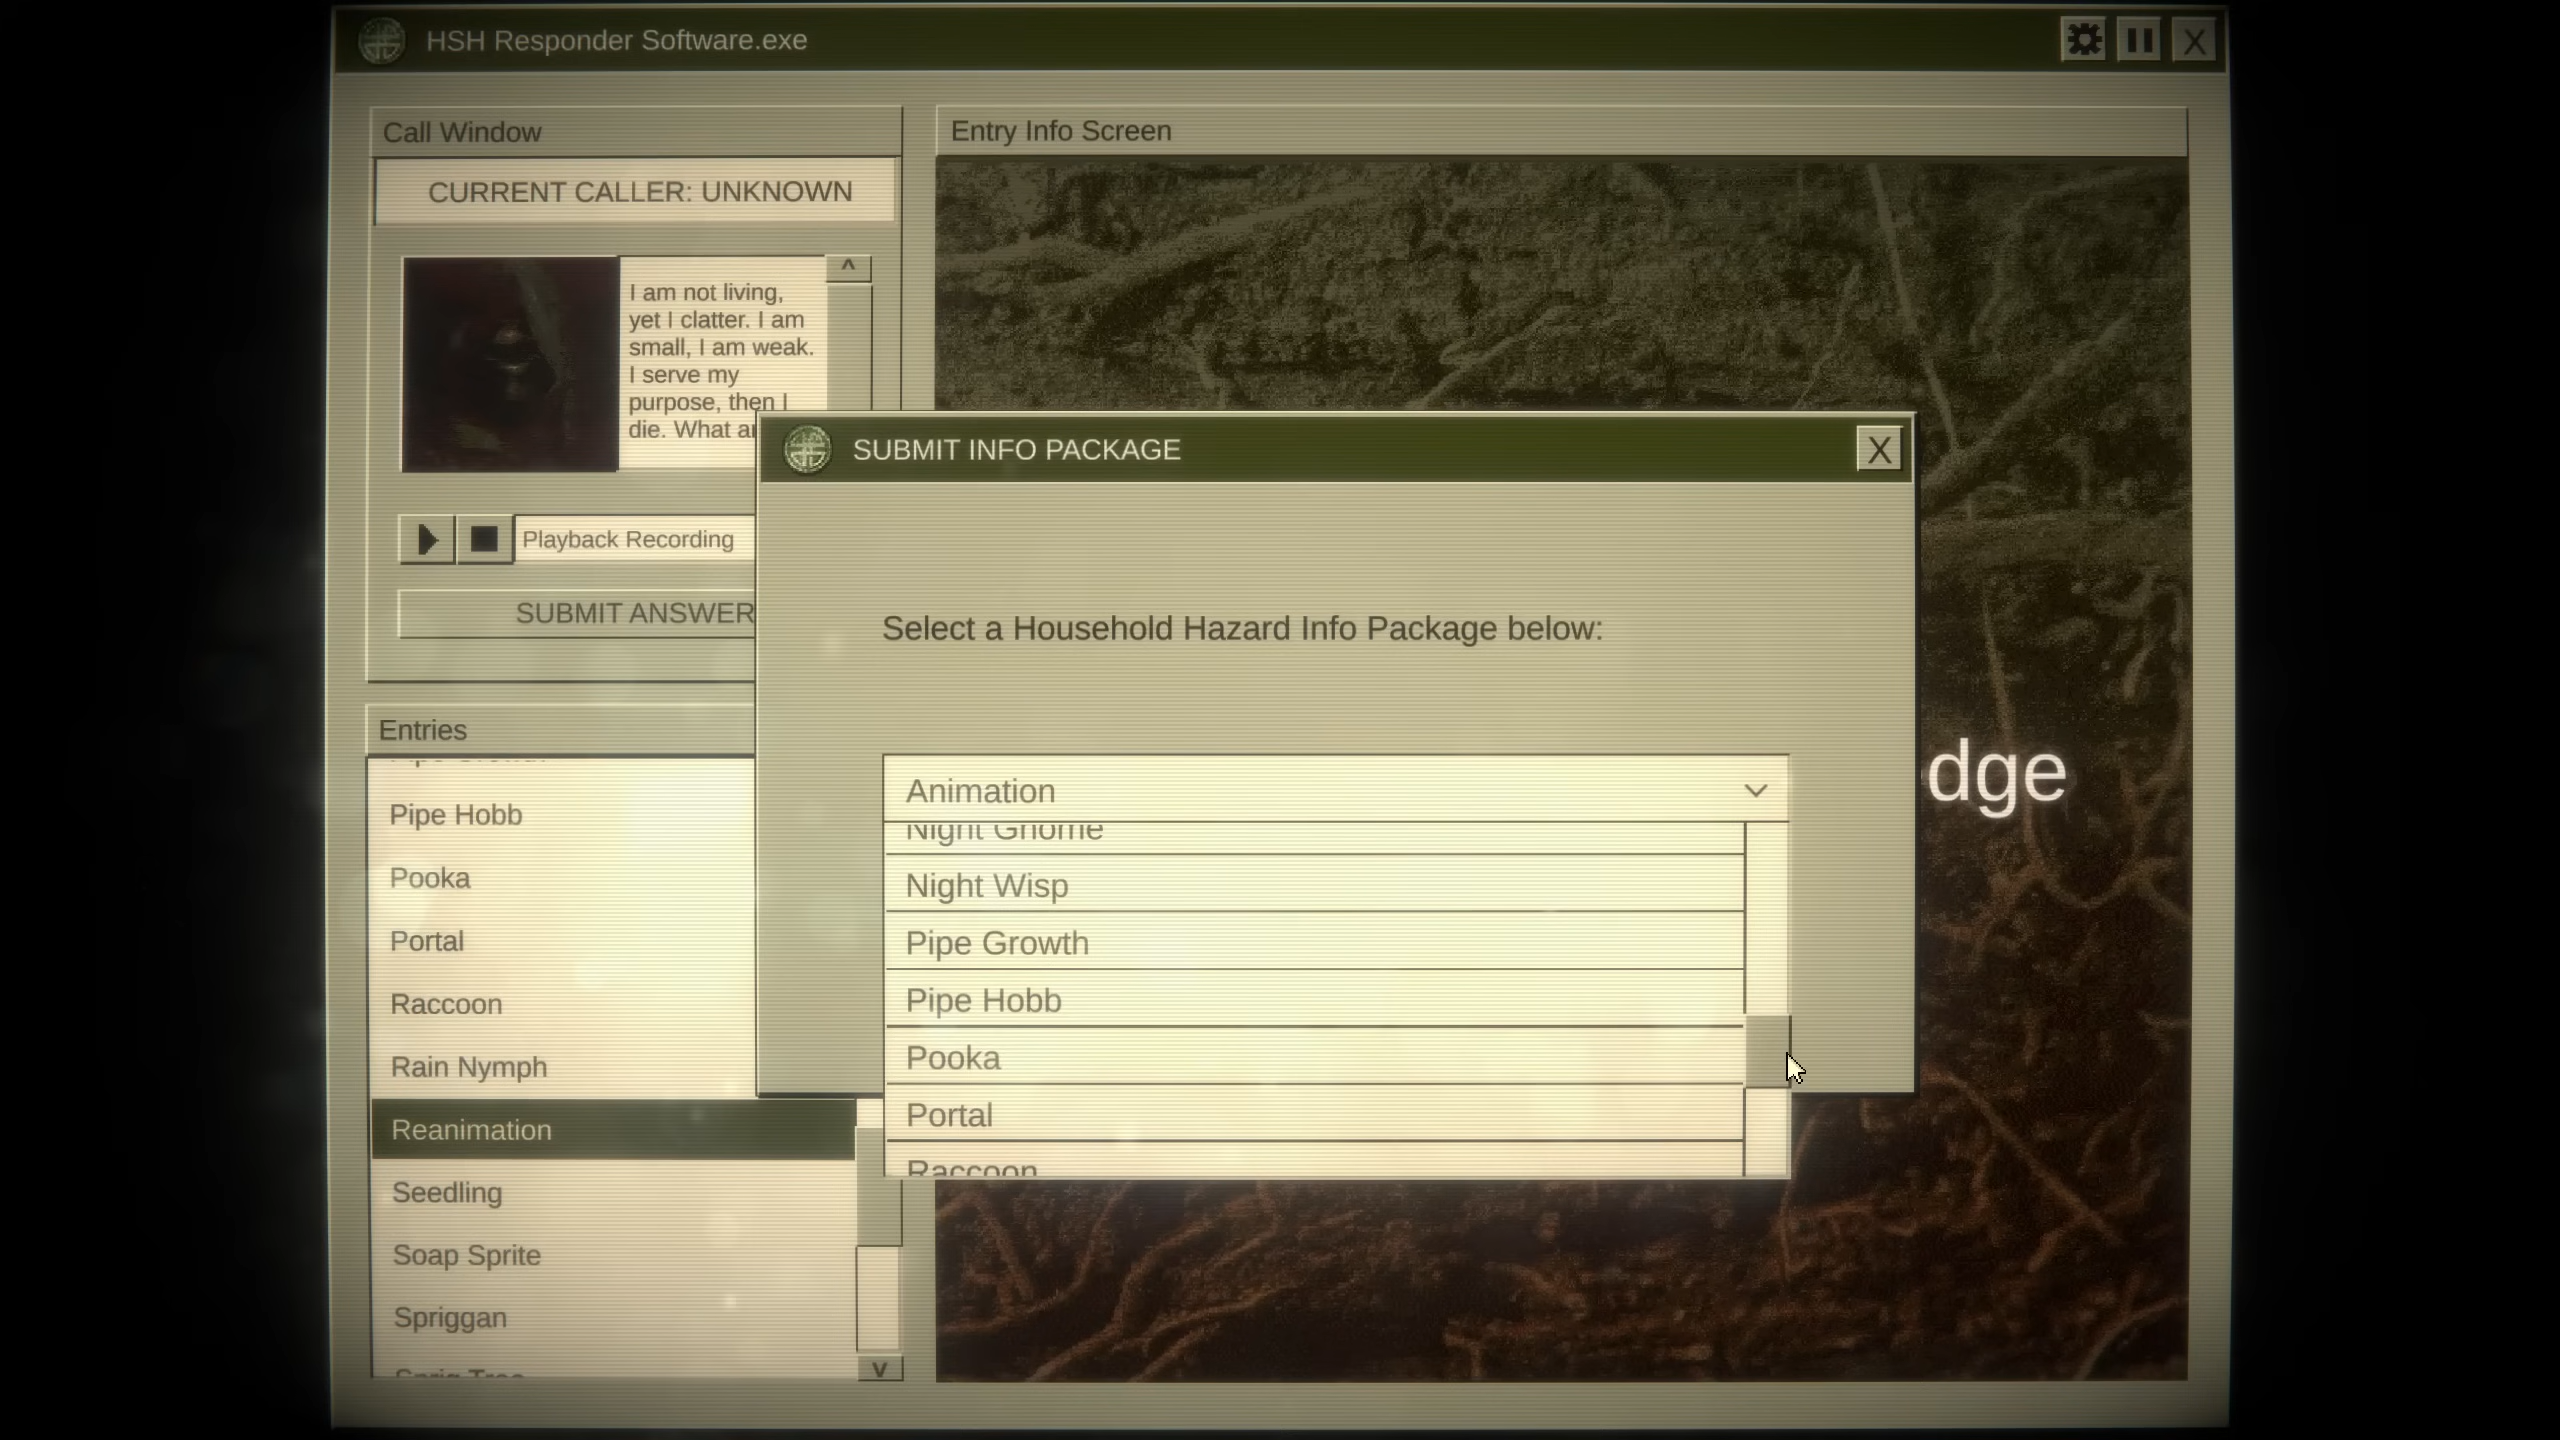 HSH Responder Software.exe
X
Call Window
CURRENT CALLER: UNKNOWN
I am not living,
yet I clatter. I am
small, I am weak.
I serve my
purpose, then I
die. What
Playback Recording
SUBMIT ANSWER
Entries
Pipe Hobb
Pooka
Portal
Raccoon
Rain Nymph
Reanimation
Seedling
Soap Sprite
Spriggan
Entry Info Screen
dge
SUBMIT INFO PACKAGE
X
Select a Household Hazard Info Package below:
Animation
Night Gnome
Night Wisp
Pipe Growth
Pipe Hobb
Pooka
Portal
Raccoon